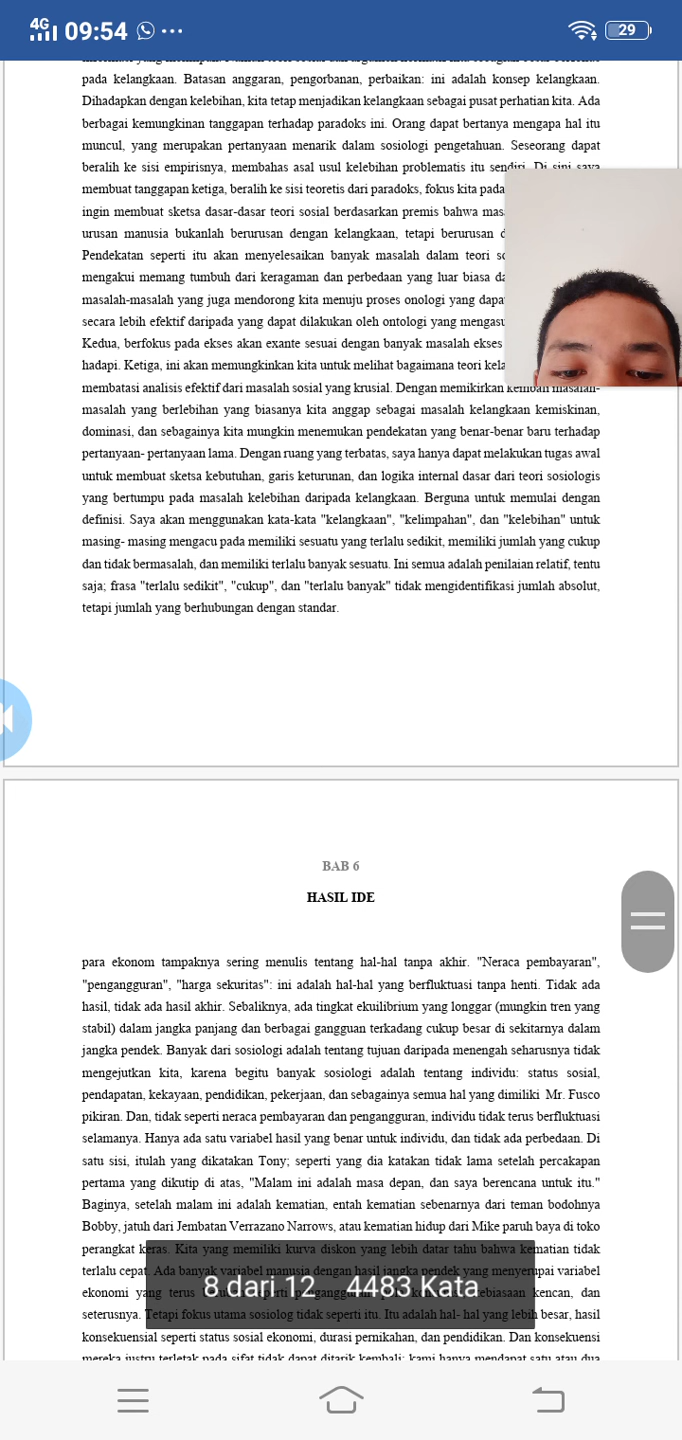 4G 09:54 29
pada kelangkaan. Batasan anggaran, pengorbanan, perbaikan: ini adalah konsep kelangkaan.
Dihadapkan dengan kelebihan, kita tetap menjadikan kelangkaan sebagai pusat perhatian kita. Ada
berbagai kemungkinan tanggapan terhadap paradoks ini. Orang dapat bertanya mengapa hal itu
muncul, yang merupakan pertanyaan menarik dalam sosiologi pengetahuan. Seseorang dapat
beralih ke sisi empirisnya, membahas asal usul kelebihan problematis itu sendiri. Di sini saya
membuat tanggapan ketiga, beralih ke sisi teoretis dari paradoks, fokus kita pada
ingin membuat sketsa dasar-dasar teori sosial berdasarkan premis bahwa
urusan manusia bukanlah berurusan dengan kelangkaan, tetapi berurusan
Pendekatan seperti itu akan menyelesaikan banyak masalah dalam teori
mengakui memang tumbuh dari keragaman dan perbedaan yang luar biasa
masalah-masalah yang juga mendorong kita menuju proses onologi yang
secara lebih efektif daripada yang dapat dilakukan oleh ontologi yang
Kedua, berfokus pada ekses akan exante sesuai dengan banyak masalah ekses
hadapi. Ketiga, ini akan memungkinkan kita untuk melihat bagaimana teori
membatasi analisis efektif dari masalah sosial yang krusial. Dengan memikirkan kembali masalah-
masalah yang berlebihan yang biasanya kita anggap sebagai masalah kelangkaan kemiskinan,
dominasi, dan sebagainya kita mungkin menemukan pendekatan yang benar-benar baru terhadap
pertanyaan- pertanyaan lama. Dengan ruang yang terbatas, saya hanya dapat melakukan tugas awal
untuk membuat sketsa kebutuhan, garis keturunan, dan logika internal dasar dari teori sosiologis
yang bertumpu pada masalah kelebihan daripada kelangkaan. Berguna untuk memulai dengan
definisi. Saya akan menggunakan kata-kata "kelangkaan", "kelimpahan", dan "kelebihan" untuk
masing- masing mengacu pada memiliki sesuatu yang terlalu sedikit, memiliki jumlah yang cukup
dan tidak bermasalah, dan memiliki terlalu banyak sesuatu. Ini semua adalah penilaian relatif, tentu
saja; frasa "terlalu sedikit", "cukup", dan "terlalu banyak" tidak mengidentifikasi jumlah absolut,
tetapi jumlah yang berhubungan dengan standar.
BAB 6
HASIL IDE
para ekonom tampaknya sering menulis tentang hal-hal tanpa akhir. "Neraca pembayaran",
"pengangguran", "harga sekuritas": ini adalah hal-hal yang berfluktuasi tanpa henti. Tidak ada
hasil, tidak ada hasil akhir. Sebaliknya, ada tingkat ekuilibrium yang longgar (mungkin tren yang
stabil) dalam jangka panjang dan berbagai gangguan terkadang cukup besar di sekitarnya dalam
jangka pendek. Banyak dari sosiologi adalah tentang tujuan daripada menengah seharusnya tidak
mengejutkan kita, karena begitu banyak sosiologi adalah tentang individu: status sosial,
pendapatan, kekayaan, pendidikan, pekerjaan, dan sebagainya semua hal yang dimiliki Mr. Fusco
pikiran. Dan, tidak seperti neraca pembayaran dan pengangguran, individu tidak terus berfluktuasi
selamanya. Hanya ada satu variabel hasil yang benar untuk individu, dan tidak ada perbedaan. Di
satu sisi, itulah yang dikatakan Tony; seperti yang dia katakan tidak lama setelah percakapan
pertama yang dikutip di atas, "Malam ini adalah masa depan, dan saya berencana untuk itu."
Baginya, setelah malam ini adalah kematian, entah kematian sebenarnya dari teman bodohnya
Bobby, jatuh dari Jembatan Verrazano Narrows, atau kematian hidup dari Mike paruh baya di toko
perangkat keras. Kita yang memiliki kurva diskon yang lebih datar tahu bahwa kematian tidak
terlalu cepat. Ada banyak variabel manusia dengan hasil jangka pendek yang menyerupai variabel
ekonomi yang terus kencan, dan
8 dari 12 4483 Kata
seterusnya. Tetapi fokus utama sosiolog tidak seperti itu. Itu adalah hal- hal yang lebih besar, hasil
konsekuensial seperti status sosial ekonomi, durasi pernikahan, dan pendidikan. Dan konsekuensi
mereka justru terletak pada sifat tidak dapat ditarik kembali: kami hanya mendapat satu atau dua